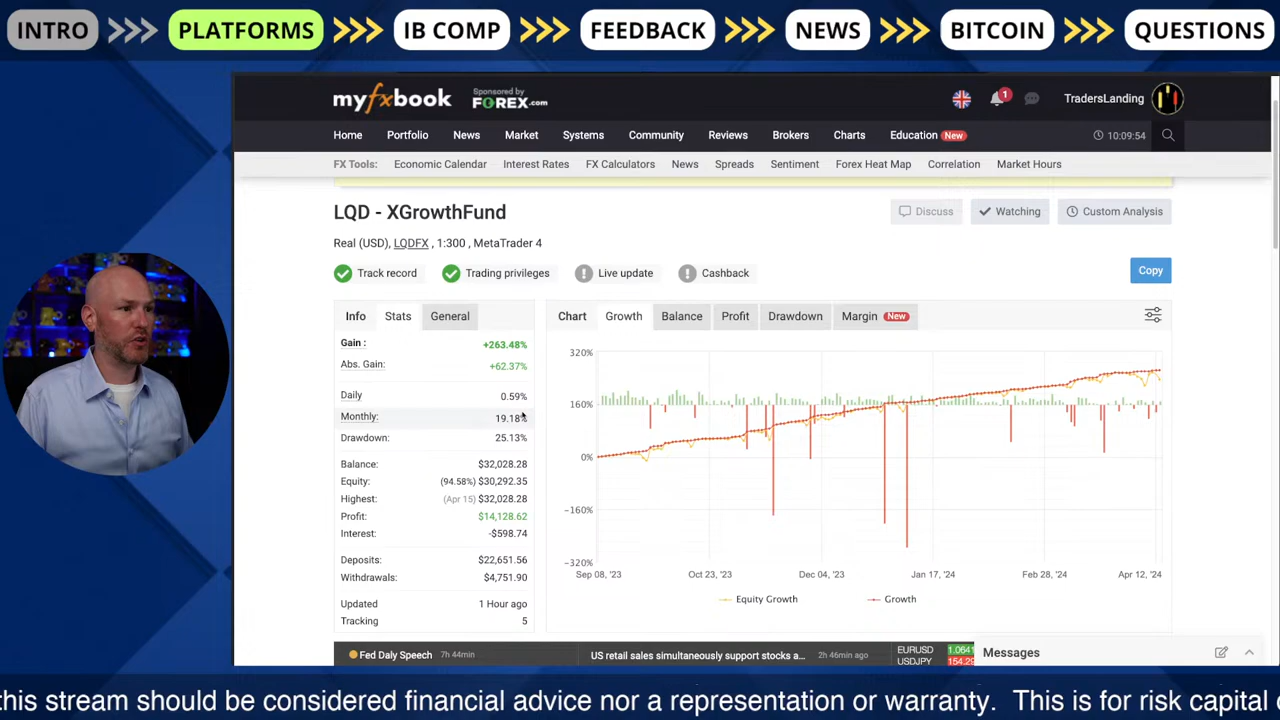 INTRO >>> PLATFORMS >>> IB COMP >>> FEEDBACK >>> NEWS >>> BITCOIN >>> QUESTIONS
myfxbook Sponsored by FOREX.com 1 TradersLanding
Home Portfolio News Market Systems Community Reviews Brokers Charts Education New 10:09:54
FX Tools: Economic Calendar Interest Rates FX Calculators News Spreads Sentiment Forex Heat Map Correlation Market Hours
LQD - XGrowthFund Discuss Watching Custom Analysis
Real (USD), LQDFX , 1:300 , MetaTrader 4
Track record Trading privileges Live update Cashback Copy
Info Stats General
Gain : +263.48%
Abs. Gain: +62.37%
Daily 0.59%
Monthly: 19.18%
Drawdown: 25.13%
Balance: $32,028.28
Equity: (94.58%) $30,292.35
Highest: (Apr 15) $32,028.28
Profit: $14,128.62
Interest: -$598.74
Deposits: $22,651.56
Withdrawals: $4,751.90
Updated 1 Hour ago
Tracking 5
Chart Growth Balance Profit Drawdown Margin New
320%
160%
0%
-160%
-320%
Sep 08, '23 Oct 23, '23 Dec 04, '23 Jan 17, '24 Feb 28, '24 Apr 12, '24
Equity Growth Growth
Fed Daly Speech 7h 44min US retail sales simultaneously support stocks a... 2h 46min ago EURUSD 1.0641
USDJPY 154.29
Messages
this stream should be considered financial advice nor a representation or warranty. This is for risk capital